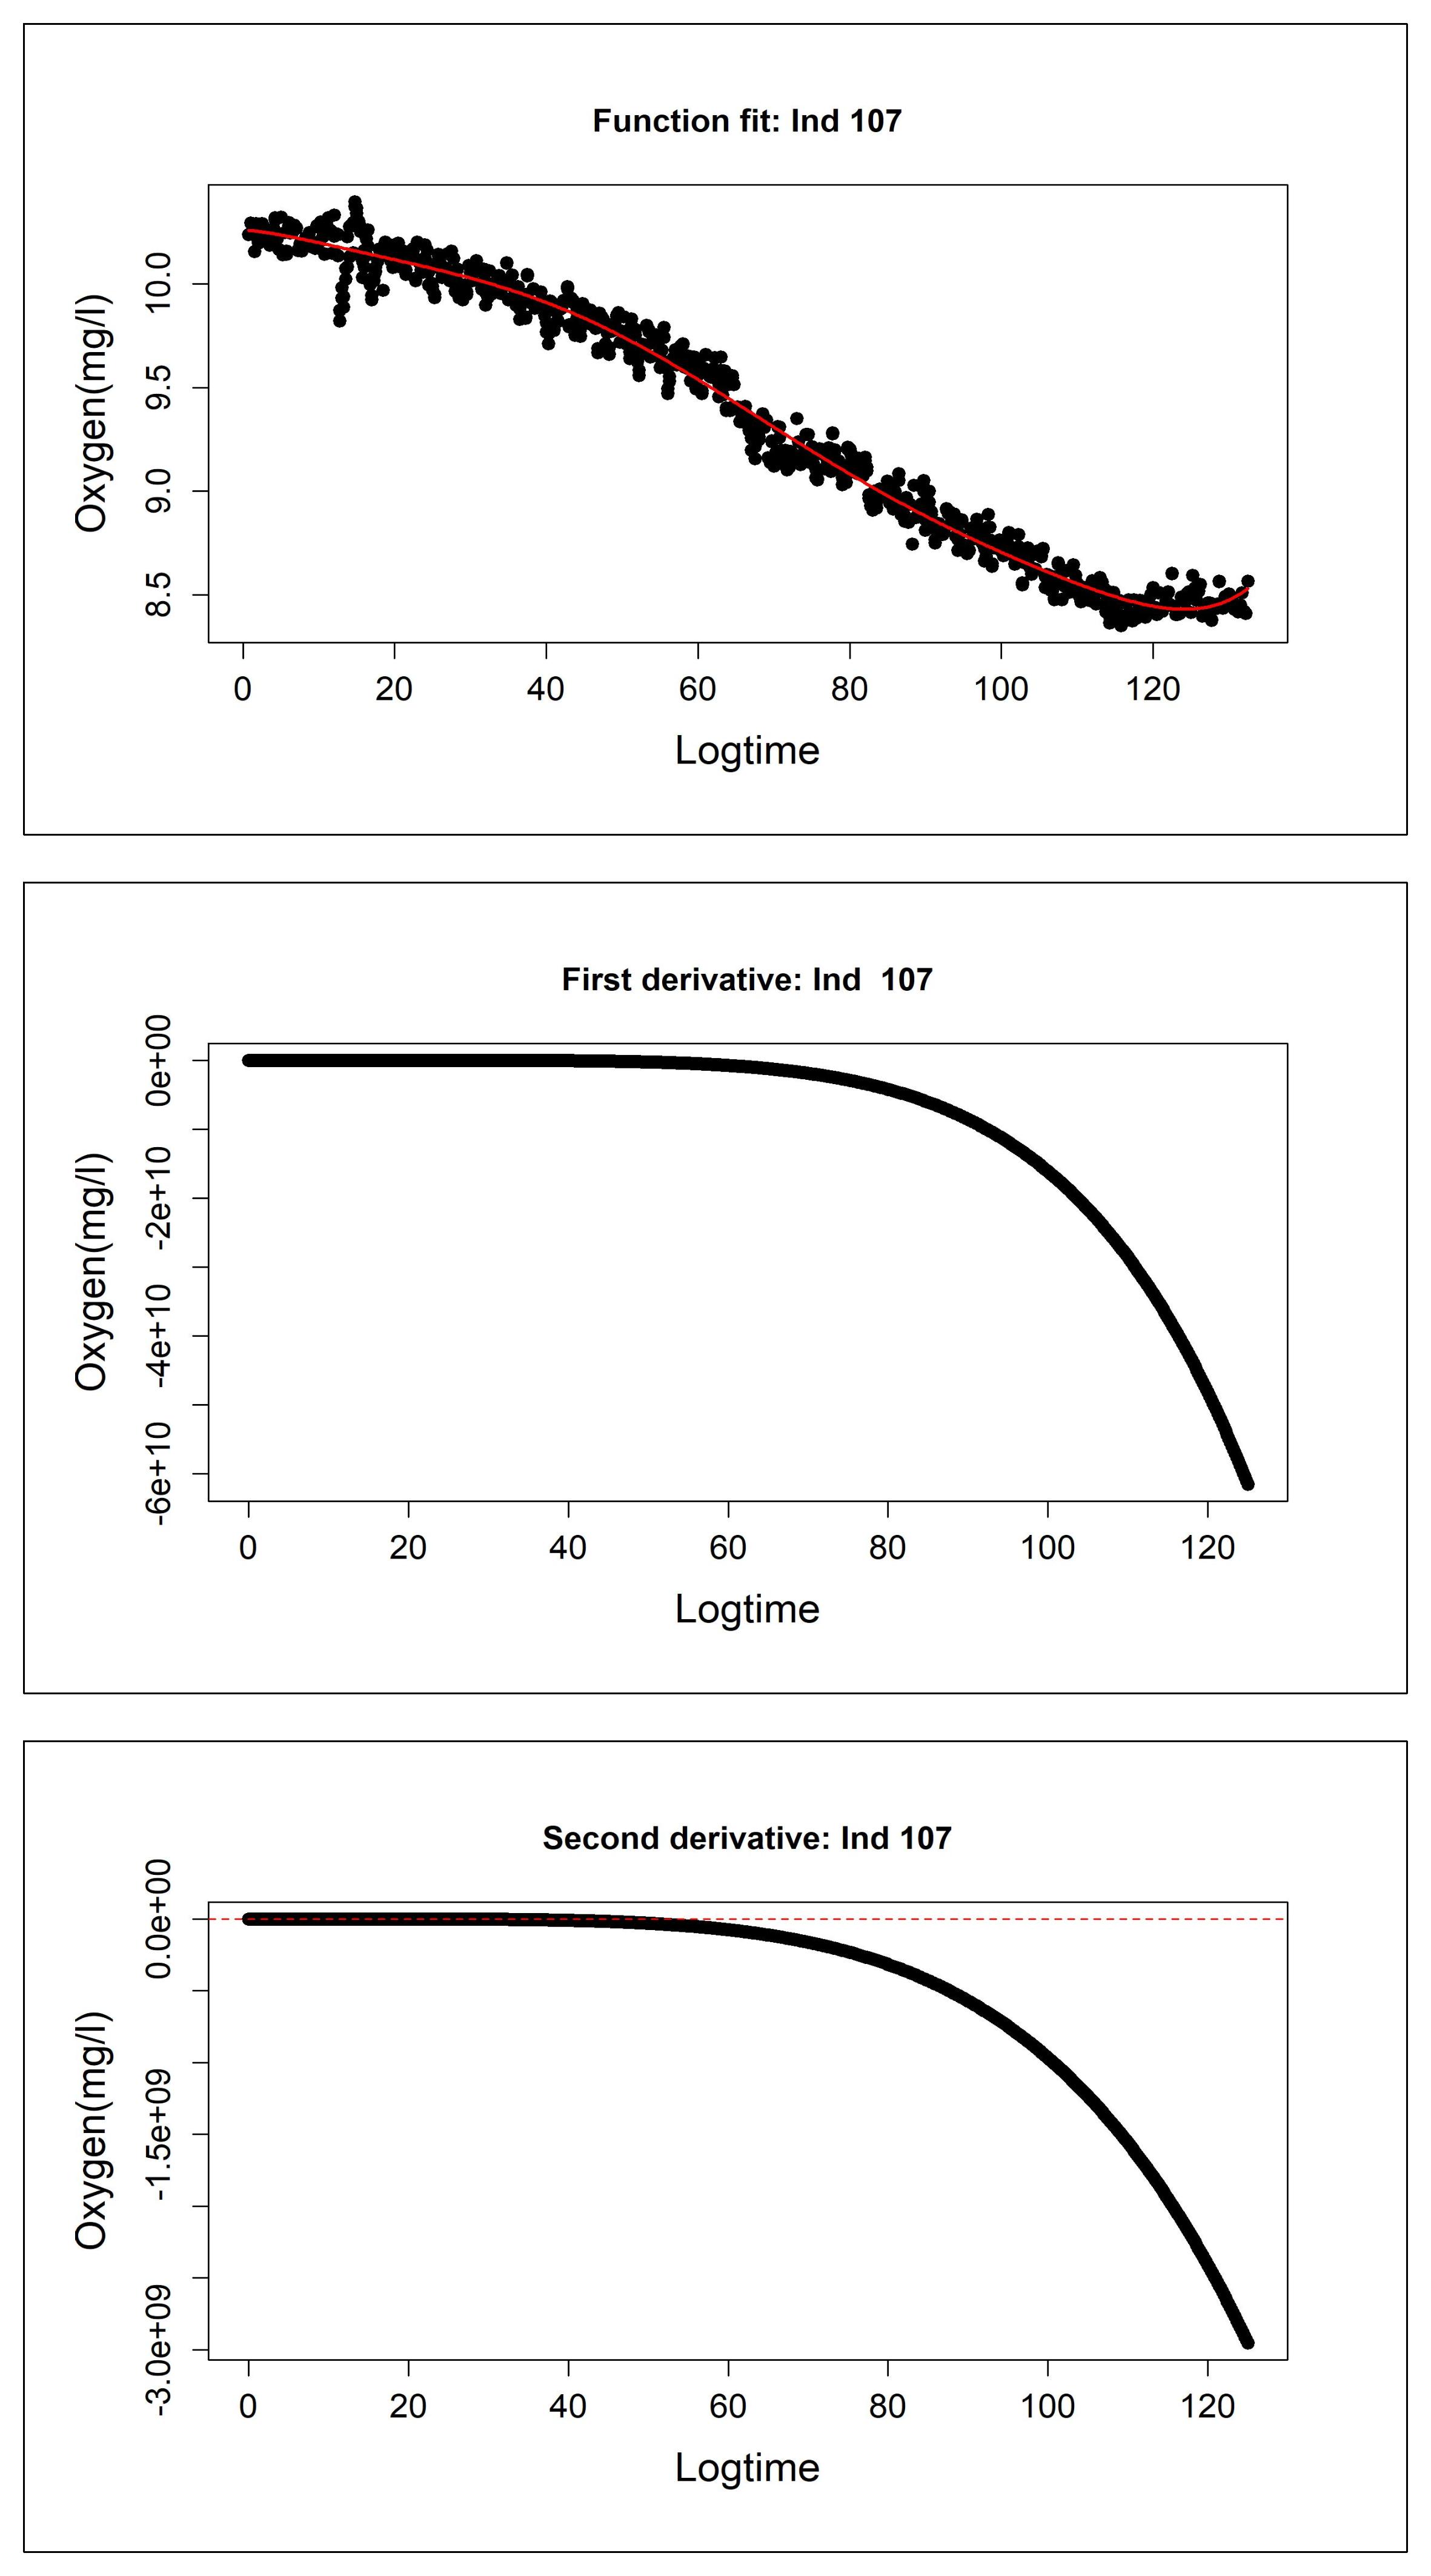 Function fit: Ind 107
Oxygen(mg/l)
10.0
9.5
9.0
8.5
0 20 40 60 80 100 120
Logtime
First derivative: Ind  107
Oxygen(mg/l)
0e+00
-2e+10
-4e+10
-6e+10
0 20 40 60 80 100 120
Logtime
Second derivative: Ind 107
Oxygen(mg/l)
0.0e+00
-1.5e+09
-3.0e+09
0 20 40 60 80 100 120
Logtime